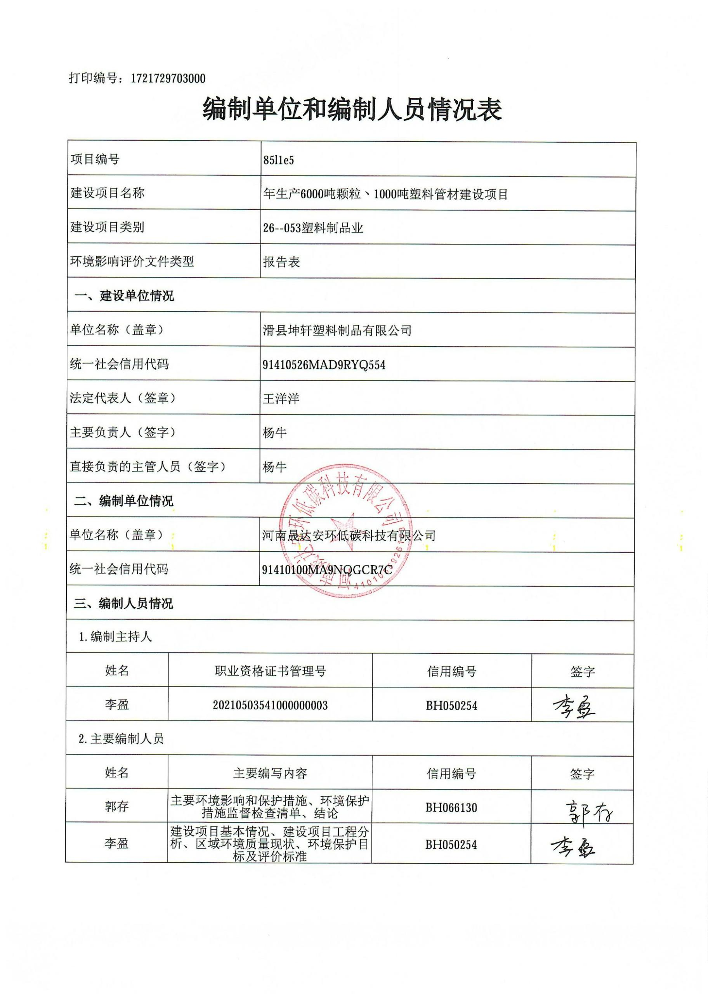 打印编号：1721729703000
编制单位和编制人员情况表
项目编号 85l1e5
建设项目名称 年生产6000吨颗粒、1000吨塑料管材建设项目
建设项目类别 26--053塑料制品业
环境影响评价文件类型 报告表
一、建设单位情况
单位名称（盖章） 滑县坤轩塑料制品有限公司
统一社会信用代码 91410526MAD9RYQ554
法定代表人（签章） 王洋洋
主要负责人（签字） 杨牛
直接负责的主管人员（签字） 杨牛
二、编制单位情况
单位名称（盖章） 河南晟达安环低碳科技有限公司
统一社会信用代码 91410100MA9NQGCR7C
河南晟达安环低碳科技有限公司
三、编制人员情况
1.编制主持人
姓名 职业资格证书管理号 信用编号 签字
李盈 20210503541000000003 BH050254 李盈
2.主要编制人员
姓名 主要编写内容 信用编号 签字
郭存 主要环境影响和保护措施、环境保护
措施监督检查清单、结论 BH066130 郭存
建设项目基本情况、建设项目工程分
李盈 析、区域环境质量现状、环境保护目 BH050254 李盈
标及评价标准